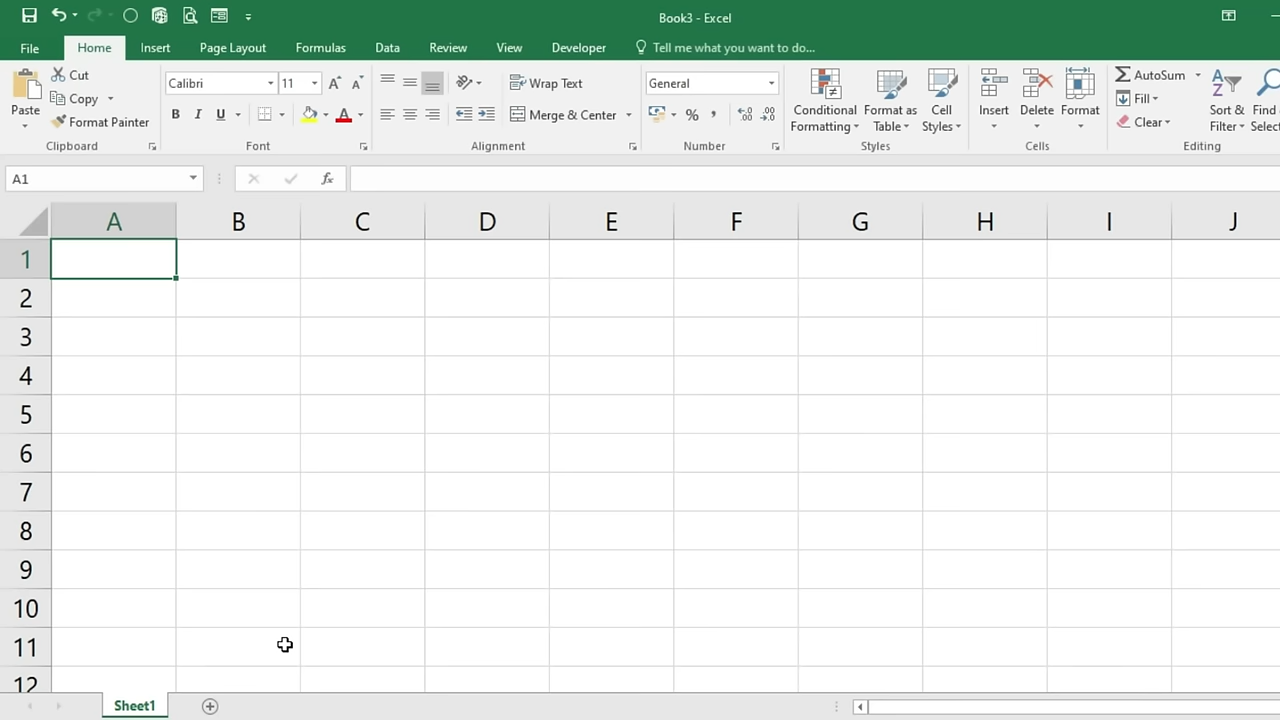 Book3 - Excel
File Home Insert Page Layout Formulas Data Review View Developer Tell me what you want to do...
Paste
Cut
Copy
Format Painter
Clipboard
Calibri 11
B I U A
Font
Wrap Text
Merge & Center
Alignment
General
% ,
Number
Conditional Formatting
Format as Table
Cell Styles
Styles
Insert Delete Format
Cells
AutoSum
Fill
Clear
Sort & Filter
Find
Selec
Editing
A1 fx
A B C D E F G H I J
1
2
3
4
5
6
7
8
9
10
11
12
Sheet1